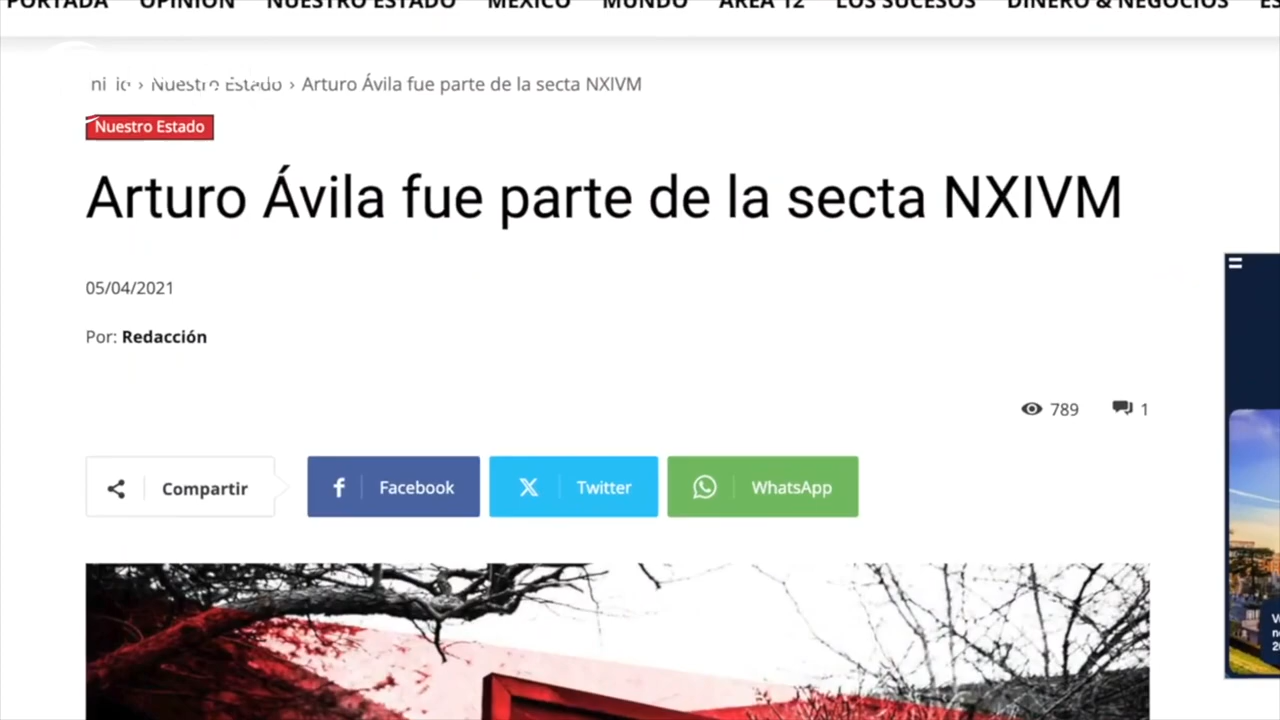 PORTADA OPINIÓN NUESTRO ESTADO MÉXICO MUNDO ÁREA 12 LOS SUCESOS DINERO & NEGOCIOS
› Nuestro Estado › Arturo Ávila fue parte de la secta NXIVM
Nuestro Estado
Arturo Ávila fue parte de la secta NXIVM
05/04/2021
Por: Redacción
789 1
Compartir Facebook Twitter WhatsApp